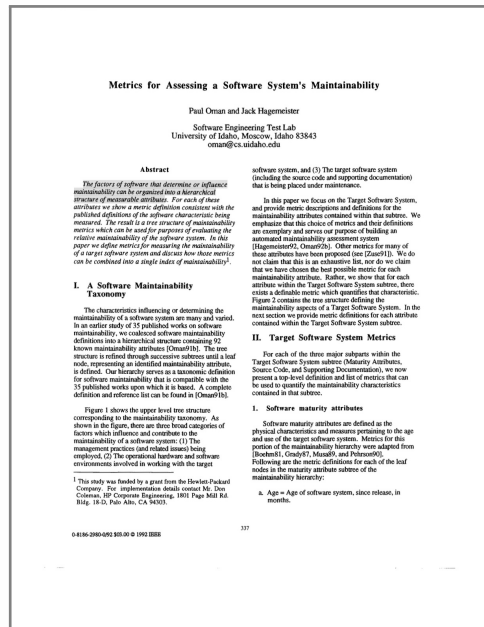 Metrics for Assessing a Software System's Maintainability
Paul Oman and Jack Hagemeister
Software Engineering Test Lab
University of Idaho, Moscow, Idaho 83843
oman@cs.uidaho.edu
Abstract
The factors of software that determine or influence
maintainability can be organized into a hierarchical
structure of measurable attributes. For each of these
attributes we show a metric definition consistent with the
published definitions of the software characteristic being
measured. The result is a tree structure of maintainability
metrics which can be used for purposes of evaluating the
relative maintainability of the software system. In this
paper we define metrics for measuring the maintainability
of a target software system and discuss how those metrics
can be combined into a single index of maintainability1.
I. A Software Maintainability
Taxonomy
The characteristics influencing or determining the
maintainability of a software system are many and varied.
In an earlier study of 35 published works on software
maintainability, we coalesced software maintainability
definitions into a hierarchical structure containing 92
known maintainability attributes [Oman91b]. The tree
structure is refined through successive subtrees until a leaf
node, representing an identified maintainability attribute,
is defined. Our hierarchy serves as a taxonomic definition
for software maintainability that is compatible with the
35 published works upon which it is based. A complete
definition and reference list can be found in [Oman91b].
Figure 1 shows the upper level tree structure
corresponding to the maintainability taxonomy. As
shown in the figure, there are three broad categories of
factors which influence and contribute to the
maintainability of a software system: (1) The
management practices (and related issues) being
employed, (2) The operational hardware and software
environments involved in working with the target
1 This study was funded by a grant from the Hewlett-Packard
Company. For implementation details contact Mr. Don
Coleman, HP Corporate Engineering, 1801 Page Mill Rd.
Bldg. 18-D, Palo Alto, CA 94303.
software system, and (3) The target software system
(including the source code and supporting documentation)
that is being placed under maintenance.
In this paper we focus on the Target Software System,
and provide metric descriptions and definitions for the
maintainability attributes contained within that subtree. We
emphasize that this choice of metrics and their definitions
are exemplary and serves our purpose of building an
automated maintainability assessment system
[Hagemeister92, Oman92b]. Other metrics for many of
these attributes have been proposed (see [Zuse91]). We do
not claim that this is an exhaustive list, nor do we claim
that we have chosen the best possible metric for each
maintainability attribute. Rather, we show that for each
attribute within the Target Software System subtree, there
exists a definable metric which quantifies that characteristic.
Figure 2 contains the tree structure defining the
maintainability aspects of a Target Software System. In the
next section we provide metric definitions for each attribute
contained within the Target Software System subtree.
II. Target Software System Metrics
For each of the three major subparts within the
Target Software System subtree (Maturity Attributes,
Source Code, and Supporting Documentation), we now
present a top-level definition and list of metrics that can
be used to quantify the maintainability characteristics
contained in that subtree.
1. Software maturity attributes
Software maturity attributes are defined as the
physical characteristics and measures pertaining to the age
and use of the target software system. Metrics for this
portion of the maintainability hierarchy were adapted from
[Boehm81, Grady87, Musa89, and Pehrson90].
Following are the metric definitions for each of the leaf
nodes in the maturity attribute subtree of the
maintainability hierarchy:
a. Age = Age of software system, since release, in
months.
337
0-8186-2980-0/92 $03.00 © 1992 IEEE